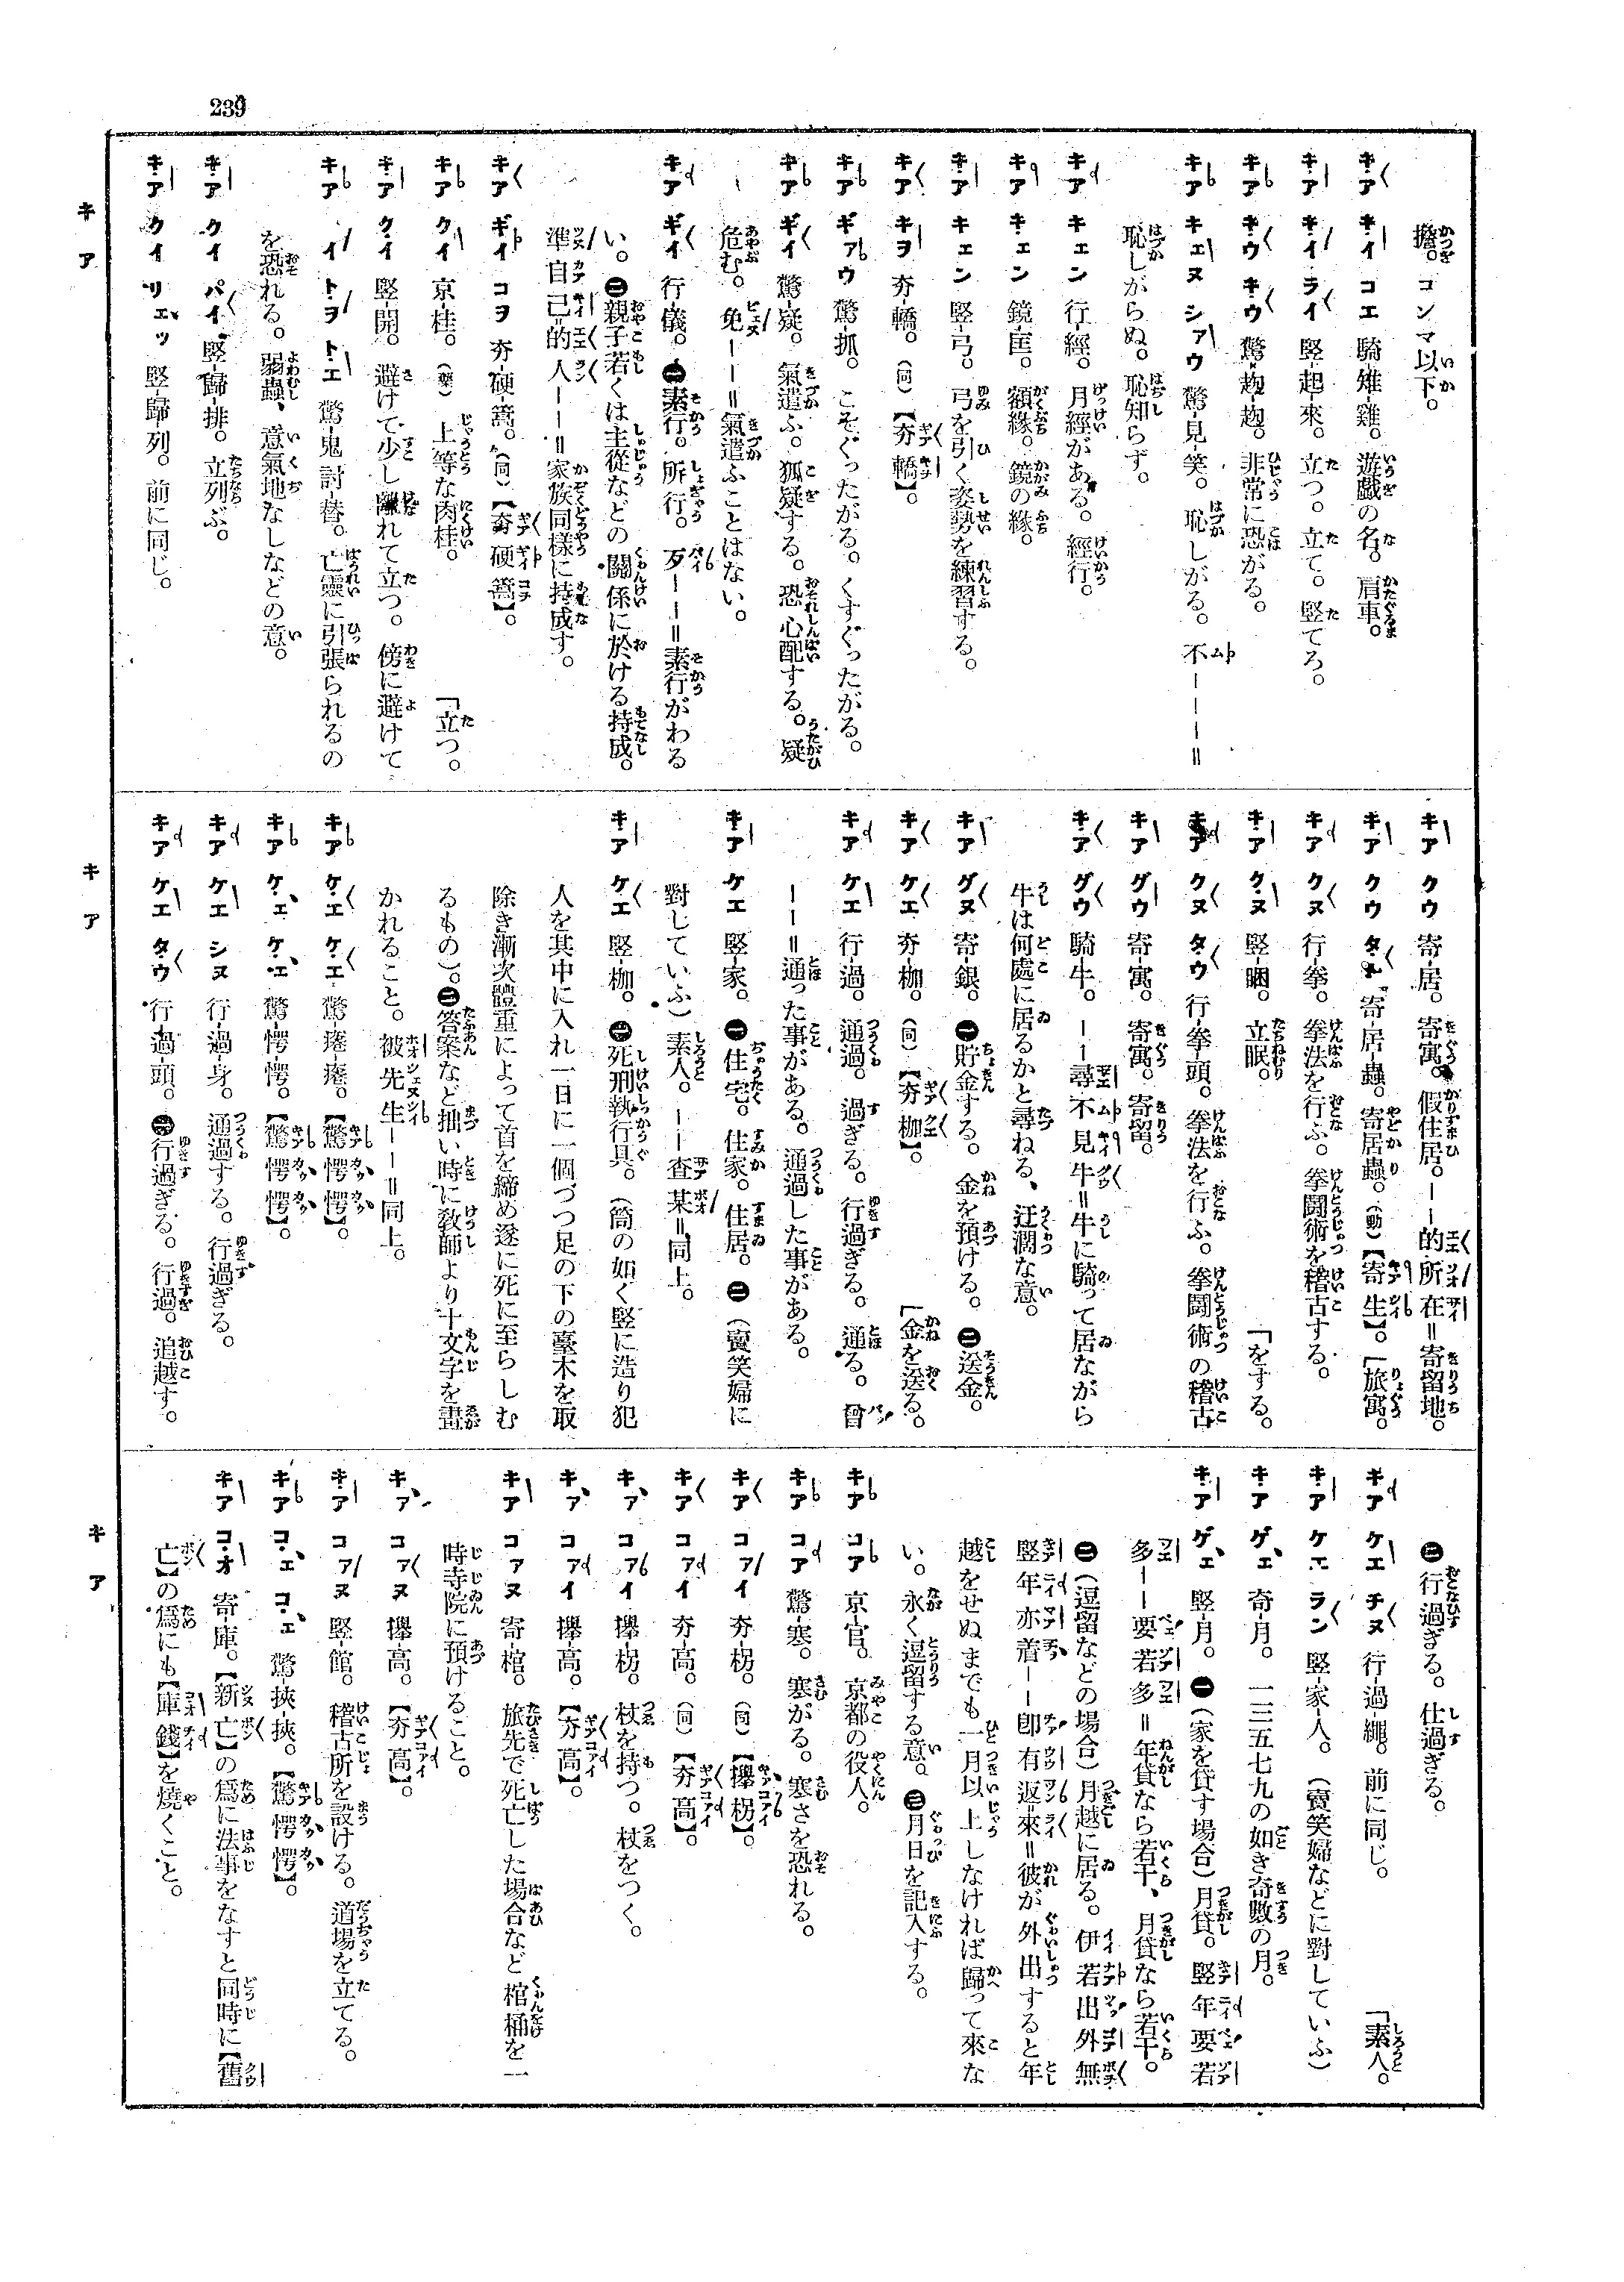 239
擔。コンマ以下。
キア キイ コエ 騎-雉-雞。遊戲の名。肩車。
キア キイ ライ 竪-起-來。立つ。立て。竪てろ。
キア キウ キウ 驚-趜-趜。非常に恐がる。
キア キェヌ シァウ 驚-見-笑。恥しがる。不｜｜｜＝
恥しがらぬ。恥知らず。
キア キェン 行-經。月經がある。經行。
キア キェン 鏡-匡。額緣。鏡の緣。
キア キェン 竪-弓。弓を引く姿勢を練習する。
キア キヲ 夯-轎。(同)【夯轎】。
キア ギァウ 驚-抓。こそぐったがる。くすぐったがる。
キア ギイ 驚-疑。氣遣ふ。狐疑する。恐心配する。疑
危む。免｜｜＝氣遣ふことはない。
キア ギイ 行-儀。㊀素行。所行。歹｜｜＝素行がわる
い。㊁親子若くは主從などの關係に於ける持成。
準自己的人｜｜＝家族同樣に持成す。
キア ギイ コヲ 夯-硬-篙。(同)【夯硬篙】。
キア クイ 京-桂。(藥)上等な肉桂。 「立つ。
キア クイ 竪-開。避けて少し離れて立つ。傍に避けて
キア イ トヲ トエ 驚-鬼 討-替。亡靈に引張られるの
を恐れる。弱蟲、意氣地なしなどの意。
キア クイ パイ 竪-歸-排。立列ぶ。
キア クイ リェッ 竪-歸-列。前に同じ。
キア
キア クウ 寄-居。寄寓。假住居。｜｜的所在＝寄留地。
キア クウ タネ 寄-居-蟲。寄居蟲。(動)【寄生】。「旅寓。
キア クヌ 行-拳。拳法を行ふ。拳鬪術を稽古する。
キア クヌ 竪-睏。立眠。 「をする。
キア クヌ タウ 行-拳-頭。拳法を行ふ。拳鬪術の稽古
キア グウ 寄-寓。寄寓。寄留。
キア グウ 騎-牛。｜｜尋不見牛＝牛に騎って居ながら
牛は何處に居るかと尋ねる、迂濶な意。
キア グヌ 寄-銀。㊀貯金する。金を預ける。㊁送金。
キア ケエ 夯-枷。(同)【夯枷】。 「金を送る。
キア ケエ 行-過。通過。過ぎる。行過ぎる。通る。曾
｜｜＝通った事がある。通過した事がある。
キア ケエ 竪-家。㊀住宅。住家。住居。㊁(賣笑婦に
對していふ)素人。｜｜査某＝同上。
キア ケエ 竪-枷。㊀死刑執行具。(筒の如く竪に造り犯
人を其中に入れ一日に一個づつ足の下の臺木を取
除き漸次體重によって首を締め遂に死に至らしむ
るもの)。㊁答案など拙い時に敎師より十文字を畫
かれること。被先生｜｜＝同上。
キア ケエ ケエ 驚-瘥-瘥。【驚愕愕】。
キア ケェ ケェ 驚-愕-愕。【驚愕愕】。
キア ケエ シヌ 行-過-身。通過する。行過ぎる。
キア ケエ タウ 行-過-頭。㊀行過ぎる。行過。追越す。
キア
㊁行過ぎる。仕過ぎる。
キア ケエ チヌ 行-過-繩。前に同じ。 「素人。
キア ケエ ラン 竪-家-人。(賣笑婦などに對していふ)
キア ゲェ 奇-月。一三五七九の如き奇數の月。
キア ゲェ 竪-月。㊀(家を貸す場合)月貸。竪年要若
多｜｜要若多＝年貸なら若干、月貸なら若干。
㊁(逗留などの場合)月越に居る。伊若出外無
竪年亦着｜｜卽有返來＝彼が外出すると年
越をせぬまでも一月以上しなければ歸って來な
い。永く逗留する意。㊂月日を記入する。
キア コア 京-官。京都の役人。
キア コア 驚-寒。寒がる。寒さを恐れる。
キア コァイ 夯-枴。(同)【攑枴】。
キア コァイ 夯-高。(同)【夯高】。
キァ コァイ 攑-枴。杖を持つ。杖をつく。
キァ コァイ 攑-高。【夯高】。
キア コァヌ 寄-棺。旅先で死亡した場合など棺桶を一
時寺院に預けること。
キァ コァヌ 攑-高。【夯高】。
キア コァヌ 竪-館。稽古所を設ける。道場を立てる。
キア コェ コェ 驚-挾-挾。【驚愕愕】。
キア コオ 寄-庫。【新亡】の爲に法事をなすと同時に【舊
亡】の爲にも【庫錢】を燒くこと。
キア